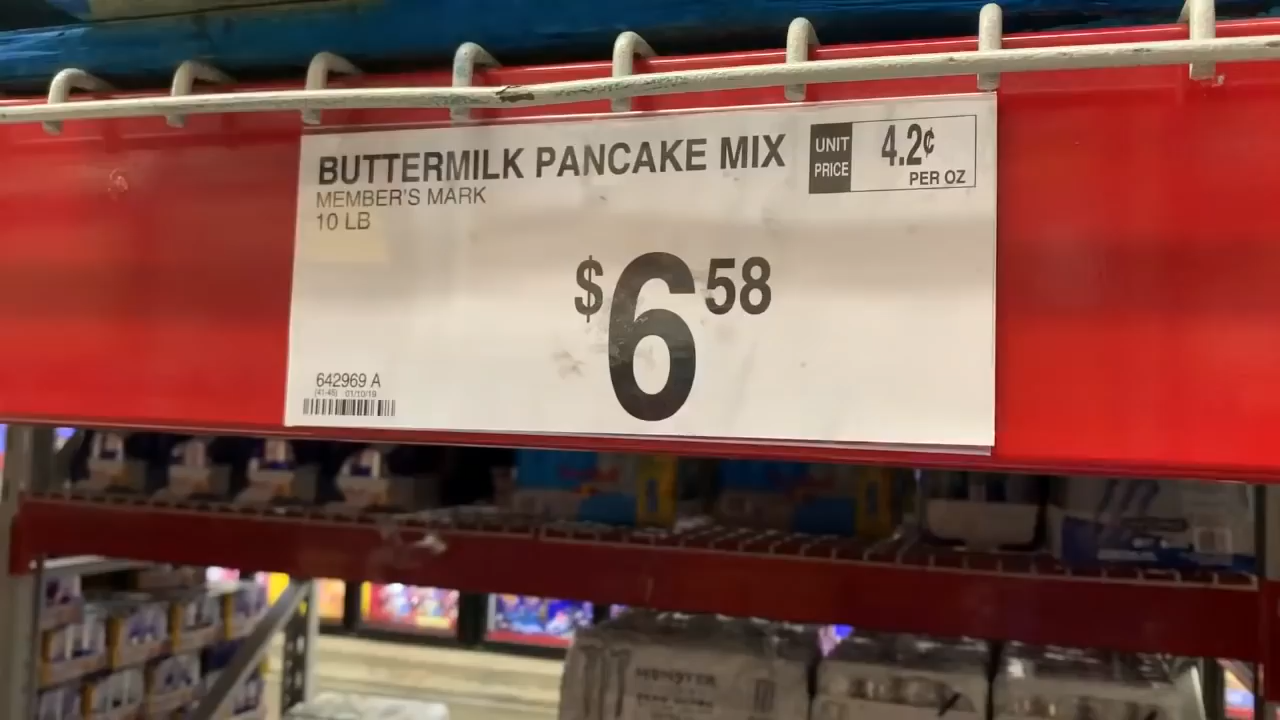 BUTTERMILK PANCAKE MIX
MEMBER'S MARK
10 LB
UNIT PRICE
4.2¢
PER OZ
$6 58
642969 A
01/10/19
MONSTER